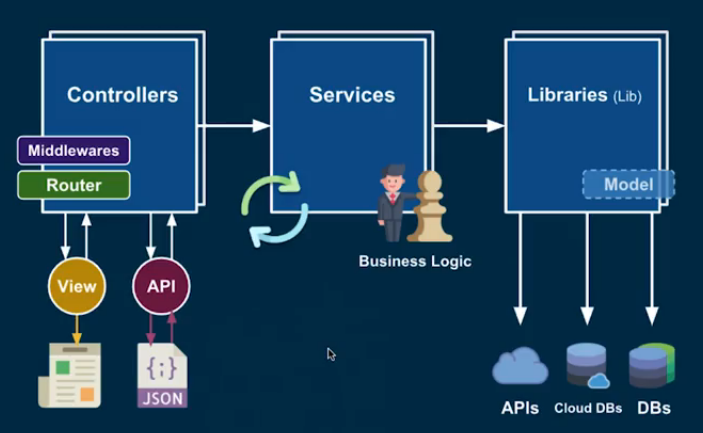 Controllers
Services
Libraries (Lib)
Middlewares
Router
Model
Business Logic
View
API
{;}
JSON
APIs
Cloud DBs
DBs